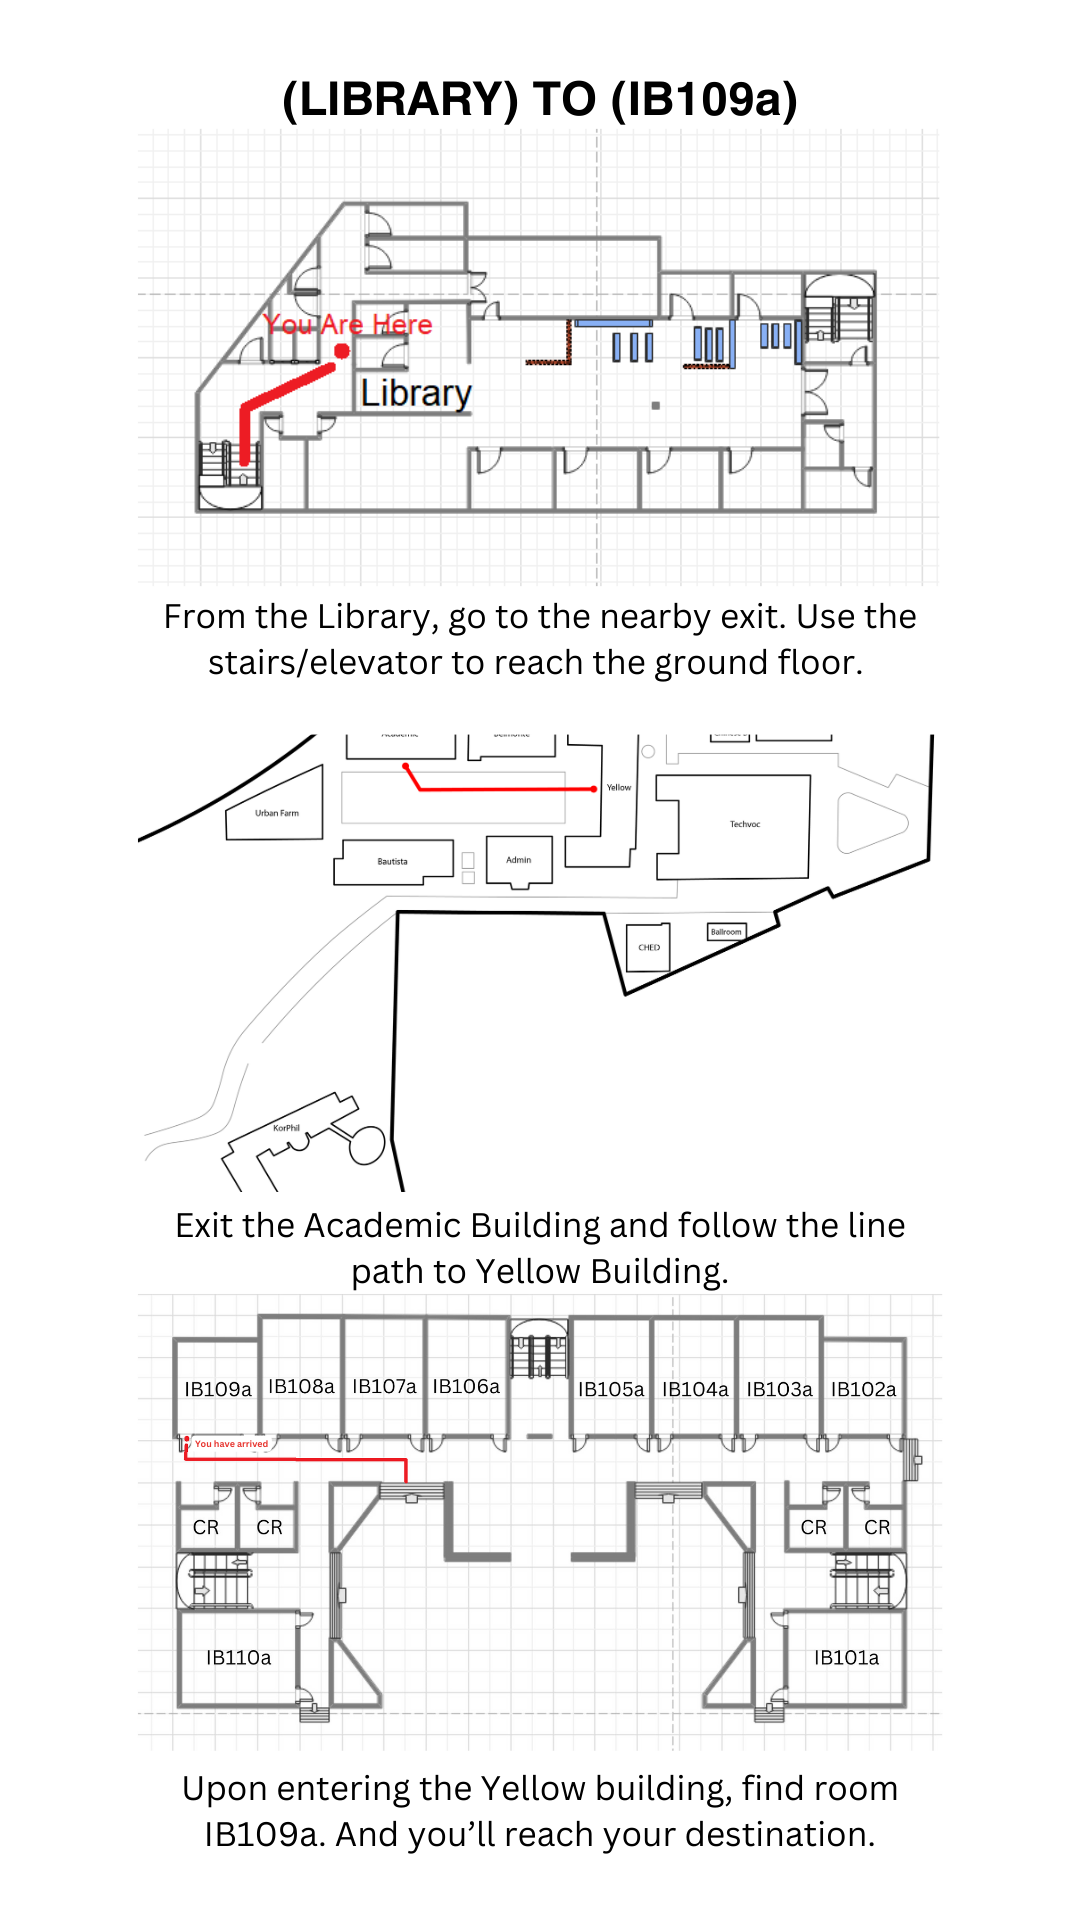 (LIBRARY) TO (IB109a)
You Are Here
Library
From the Library, go to the nearby exit. Use the
stairs/elevator to reach the ground floor.
Academic
Belmonte
Yellow
Urban Farm
Techvoc
Bautista
Admin
CHED
Ballroom
KorPhil
Exit the Academic Building and follow the line
path to Yellow Building.
IB109a
IB108a
IB107a
IB106a
IB105a
IB104a
IB103a
IB102a
You have arrived
CR
CR
CR
CR
IB110a
IB101a
Upon entering the Yellow building, find room
IB109a. And you’ll reach your destination.